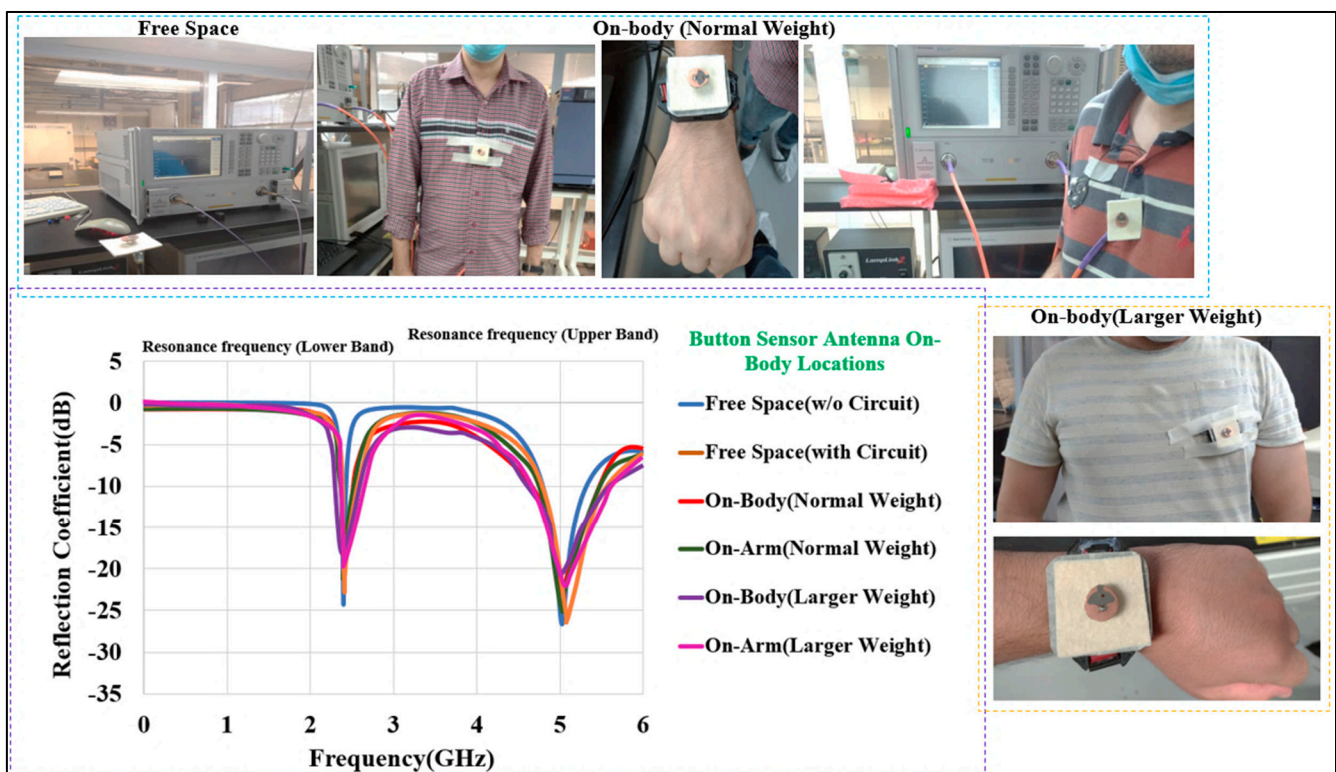 Free Space
On-body (Normal Weight)
LampLink2
Resonance frequency (Lower Band)
Resonance frequency (Upper Band)
Button Sensor Antenna On-
Body Locations
Free Space(w/o Circuit)
Free Space(with Circuit)
On-Body(Normal Weight)
On-Arm(Normal Weight)
On-Body(Larger Weight)
On-Arm(Larger Weight)
5
0
-5
-10
-15
-20
-25
-30
-35
Reflection Coefficient(dB)
0 1 2 3 4 5 6
Frequency(GHz)
On-body(Larger Weight)